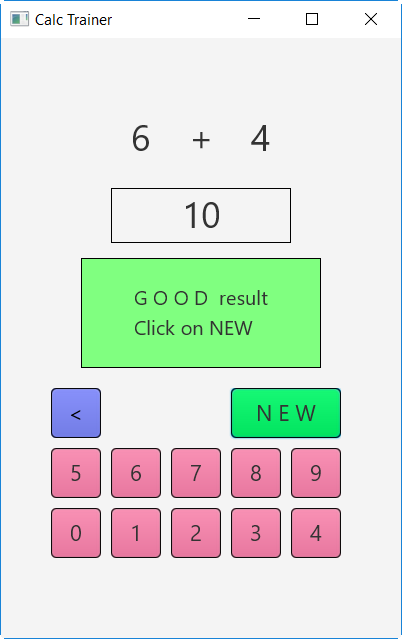 Calc Trainer
6 + 4
10
G O O D  result
Click on NEW
< N E W
5 6 7 8 9
0 1 2 3 4